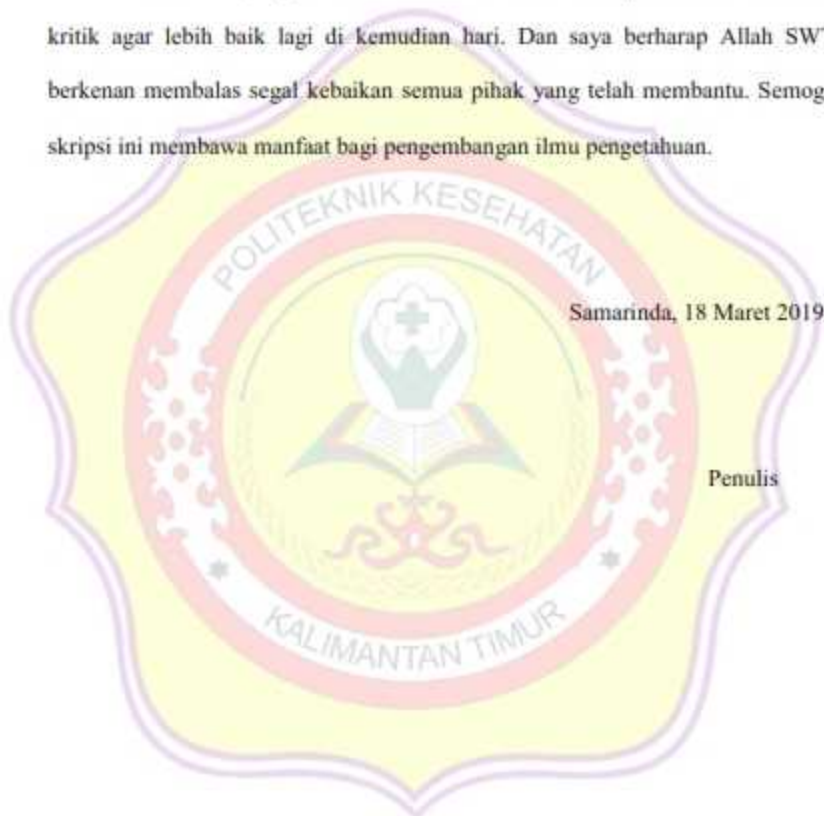 kritik agar lebih baik lagi di kemudian hari. Dan saya berharap Allah SW
berkenan membalas segal kebaikan semua pihak yang telah membantu. Semog
skripsi ini membawa manfaat bagi pengembangan ilmu pengetahuan.
POLITEKNIK KESEHATAN
Samarinda, 18 Maret 2019
Penulis
KALIMANTAN TIMUR